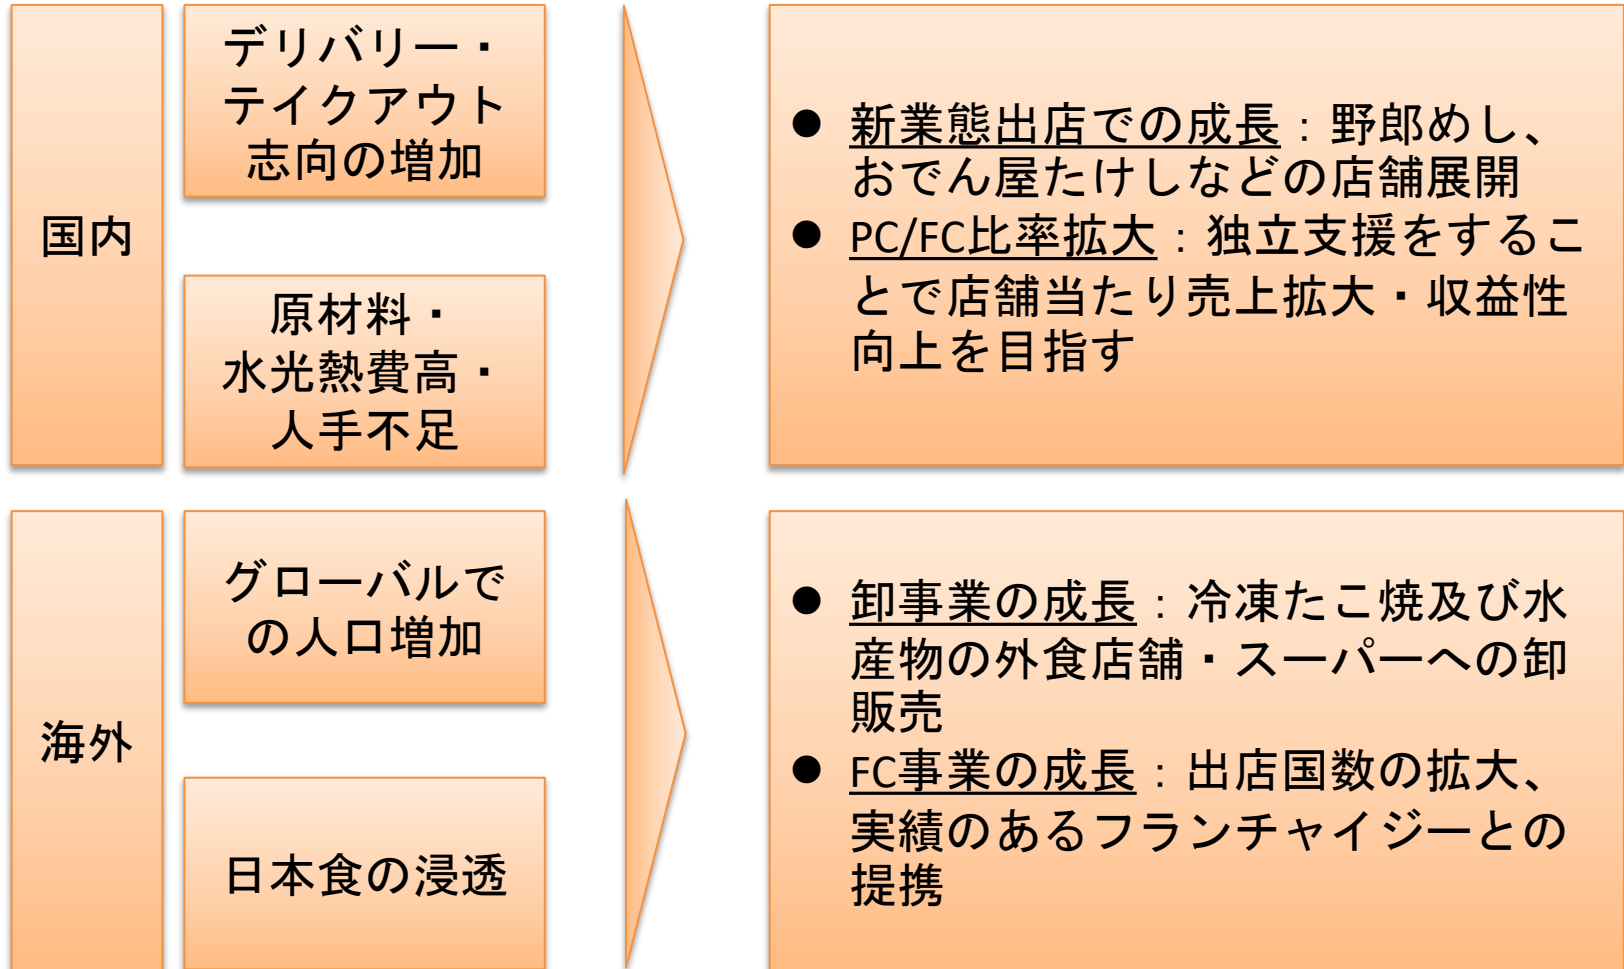 国内
デリバリー・
テイクアウト
志向の増加
原材料・
水光熱費高・
人手不足
● 新業態出店での成長：野郎めし、
おでん屋たけしなどの店舗展開
● PC/FC比率拡大：独立支援をするこ
とで店舗当たり売上拡大・収益性
向上を目指す
海外
グローバルで
の人口増加
日本食の浸透
● 卸事業の成長：冷凍たこ焼及び水
産物の外食店舗・スーパーへの卸
販売
● FC事業の成長：出店国数の拡大、
実績のあるフランチャイジーとの
提携